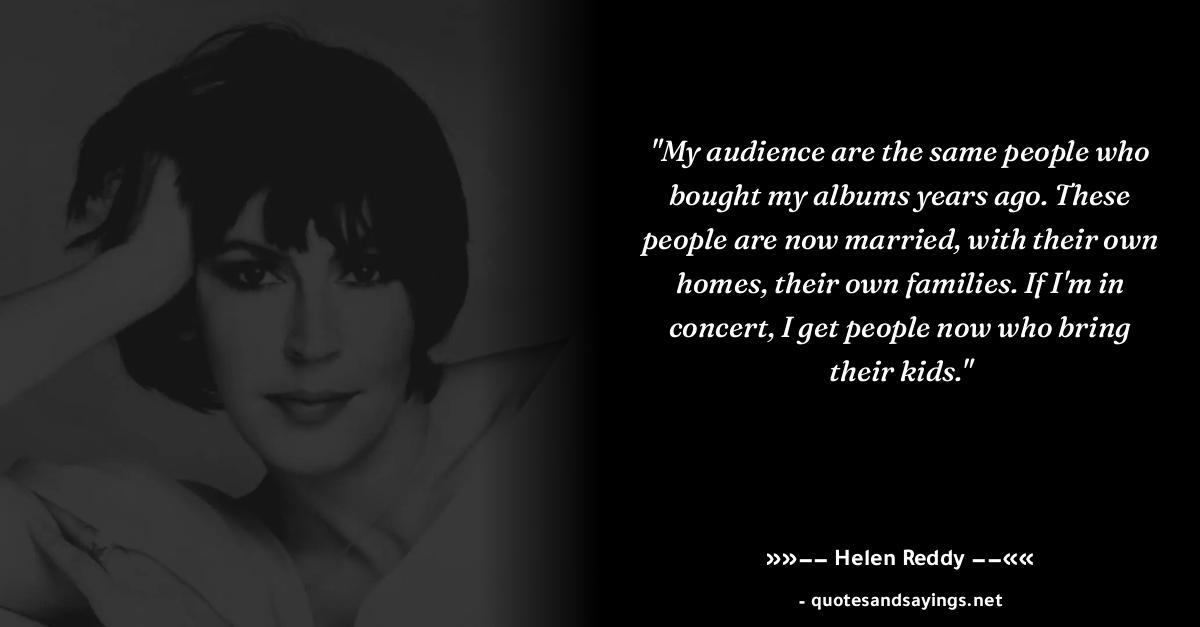 "My audience are the same people who
bought my albums years ago. These
people are now married, with their own
homes, their own families. If I'm in
concert, I get people now who bring
their kids."
»»−− Helen Reddy −−««
- quotesandsayings.net